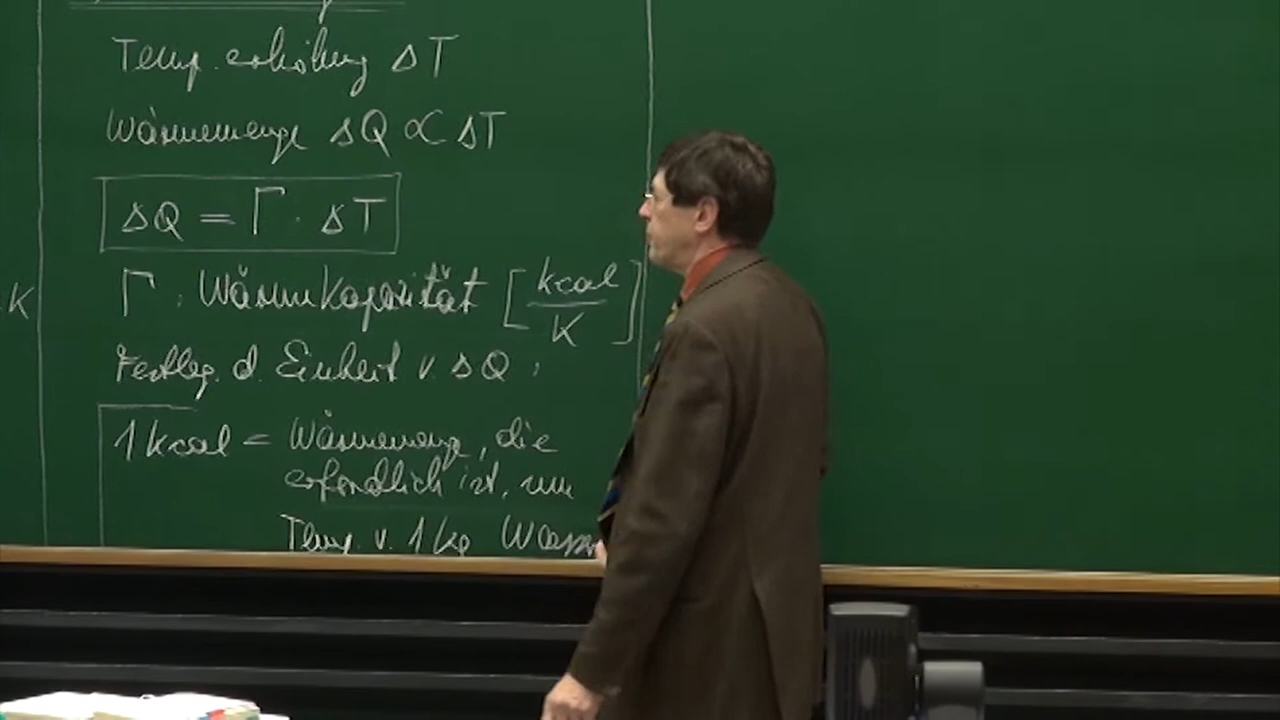 Temp. erhöhung ΔT
Wärmemenge ΔQ ∝ ΔT
ΔQ = Γ · ΔT
K
Γ : Wärmekapazität [kcal/K]
Festleg. d. Einheit v. ΔQ :
1 kcal = Wärmemenge, die
erforderlich ist, um
Temp. v. 1 kg Wasser